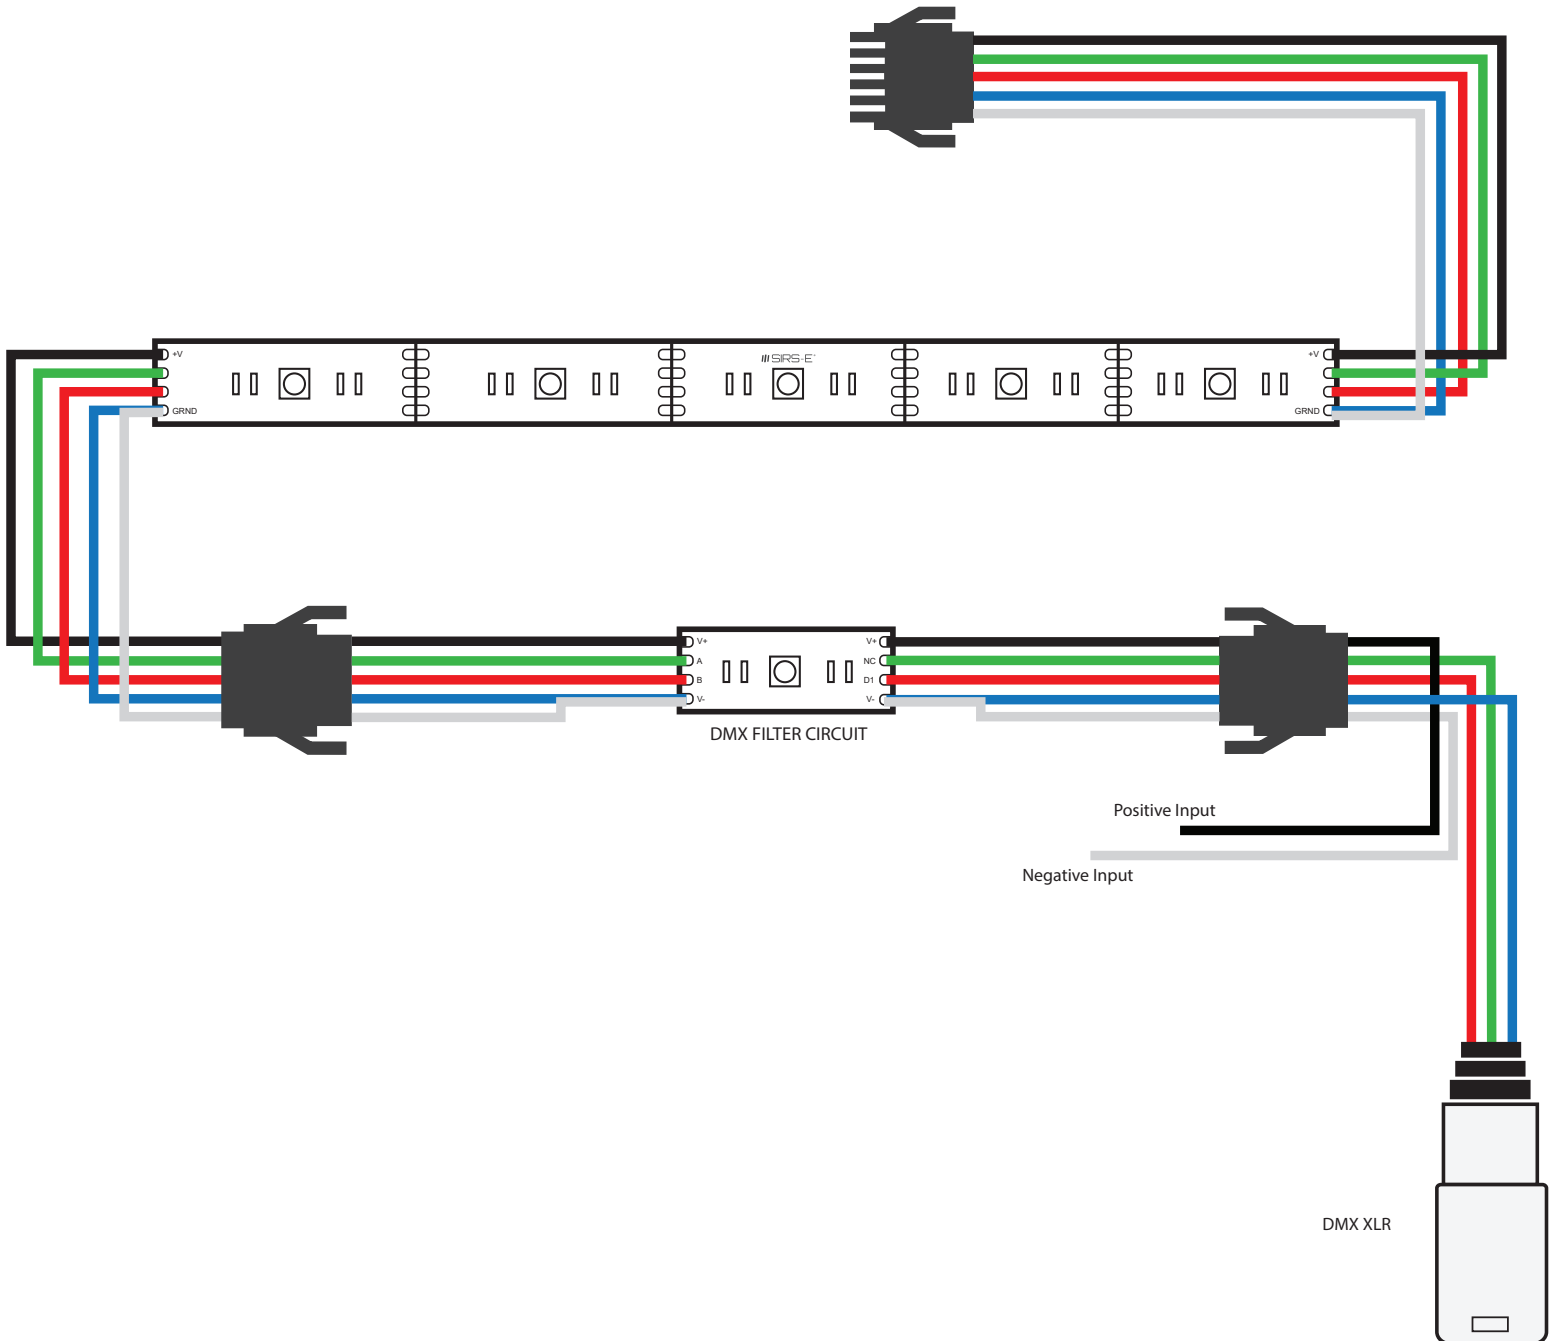 +V SIRS-E +V
GRND GRND
V+ V+
A NC
B D1
V- V-
DMX FILTER CIRCUIT
Positive Input
Negative Input
DMX XLR